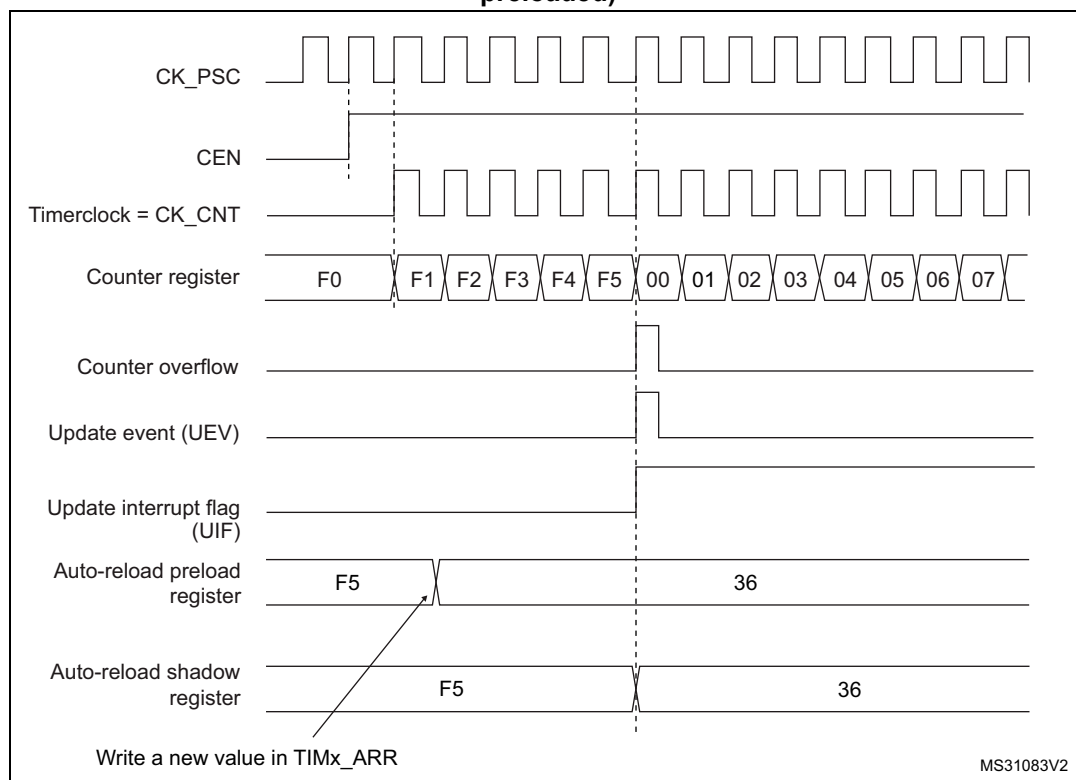 preloaded)
CK_PSC
CEN
Timerclock = CK_CNT
Counter register
F0 F1 F2 F3 F4 F5 00 01 02 03 04 05 06 07
Counter overflow
Update event (UEV)
Update interrupt flag
(UIF)
Auto-reload preload
register
F5 36
Auto-reload shadow
register
F5 36
Write a new value in TIMx_ARR
MS31083V2